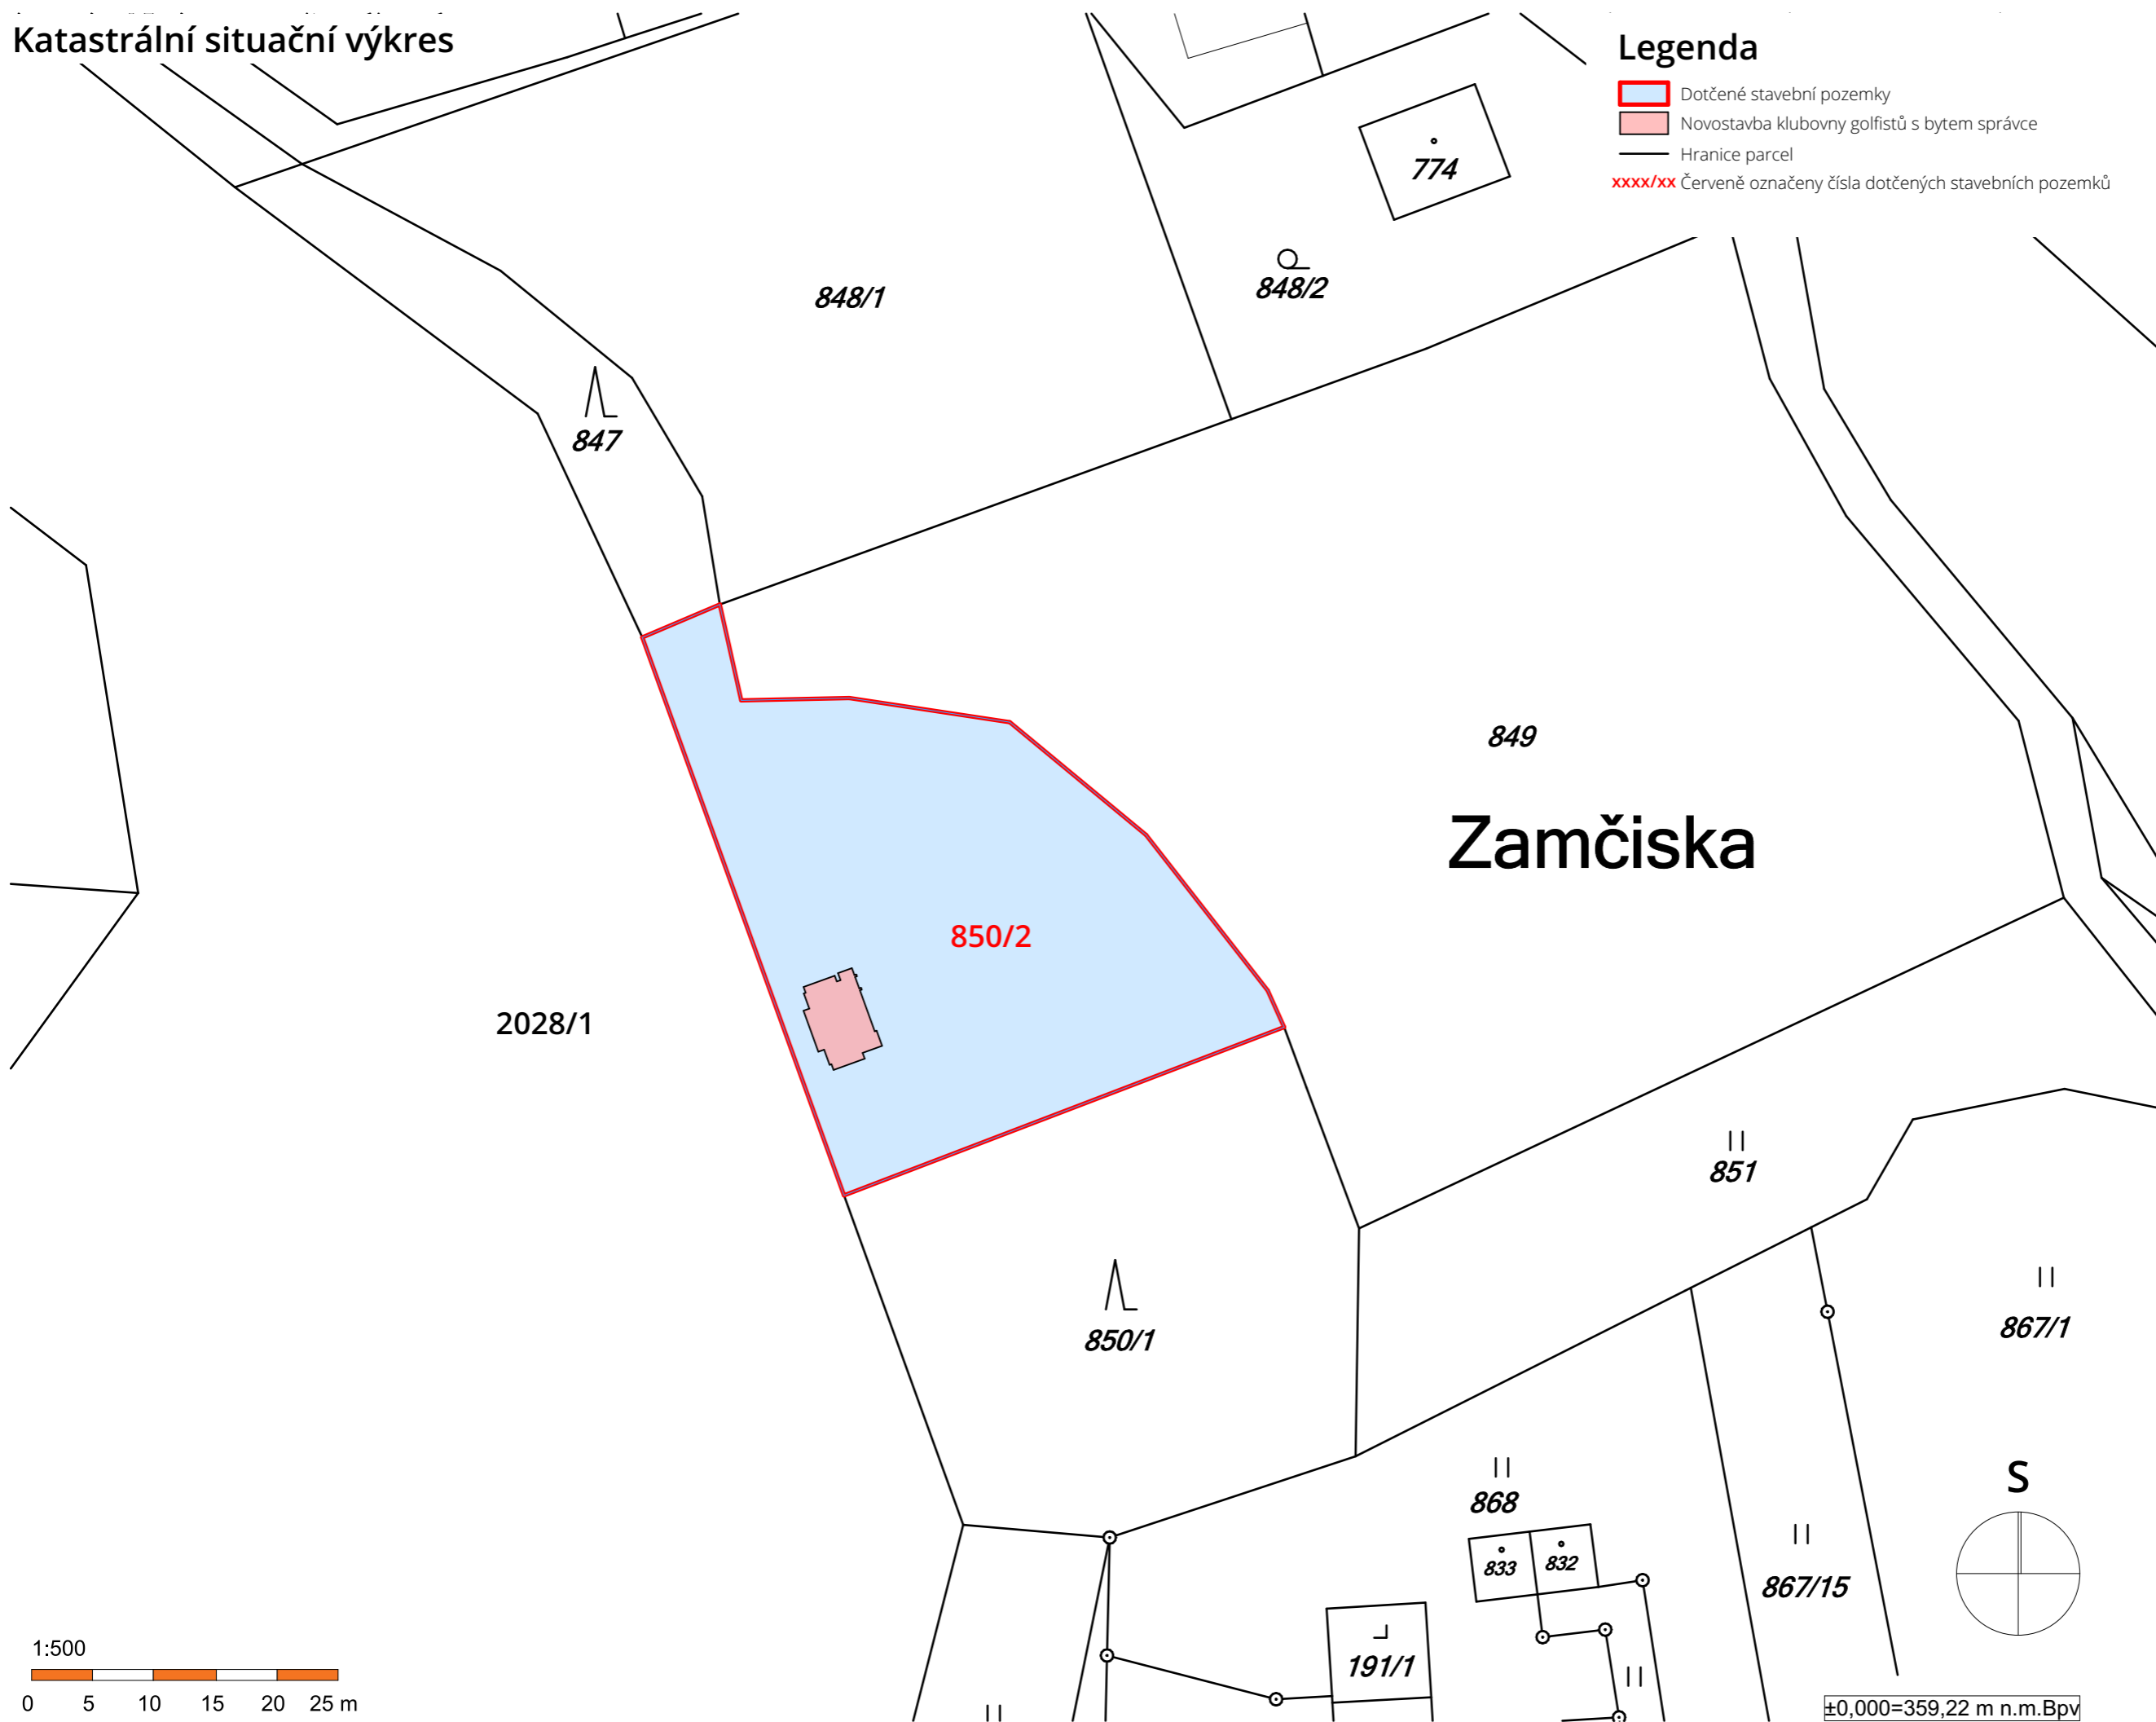 Katastrální situační výkres
Legenda
Dotčené stavební pozemky
Novostavba klubovny golfistů s bytem správce
Hranice parcel
xxxx/xx Červeně označeny čísla dotčených stavebních pozemků
774
848/1
848/2
847
849
Zamčiska
850/2
2028/1
851
850/1
867/1
868
S
833
832
867/15
191/1
1:500
0 5 10 15 20 25 m
±0,000=359,22 m n.m.Bpv